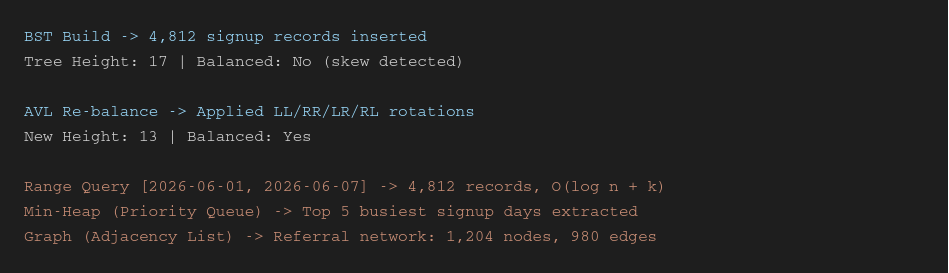 BST Build -> 4,812 signup records inserted
Tree Height: 17 | Balanced: No (skew detected)
AVL Re-balance -> Applied LL/RR/LR/RL rotations
New Height: 13 | Balanced: Yes
Range Query [2026-06-01, 2026-06-07] -> 4,812 records, O(log n + k)
Min-Heap (Priority Queue) -> Top 5 busiest signup days extracted
Graph (Adjacency List) -> Referral network: 1,204 nodes, 980 edges